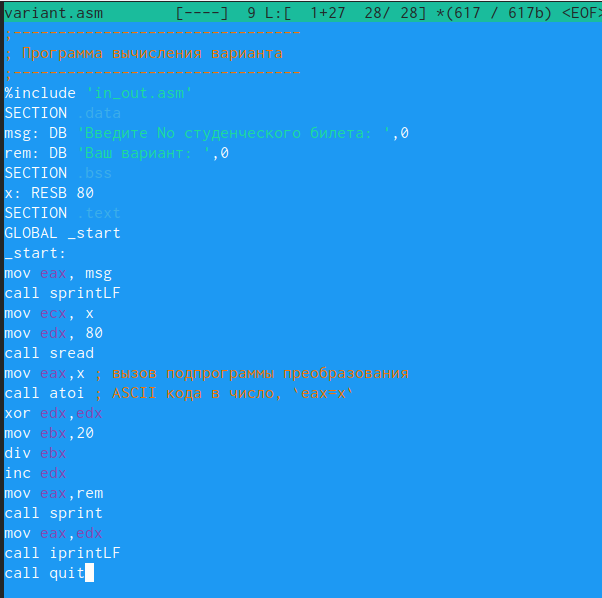 variant.asm        [----]  9 L:[  1+27  28/ 28] *(617 / 617b) <EOF>
;--------------------------------
; Программа вычисления варианта
;--------------------------------
%include 'in_out.asm'
SECTION .data
msg: DB 'Введите No студенческого билета: ',0
rem: DB 'Ваш вариант: ',0
SECTION .bss
x: RESB 80
SECTION .text
GLOBAL _start
_start:
mov eax, msg
call sprintLF
mov ecx, x
mov edx, 80
call sread
mov eax,x ; вызов подпрограммы преобразования
call atoi ; ASCII кода в число, `eax=x`
xor edx,edx
mov ebx,20
div ebx
inc edx
mov eax,rem
call sprint
mov eax,edx
call iprintLF
call quit